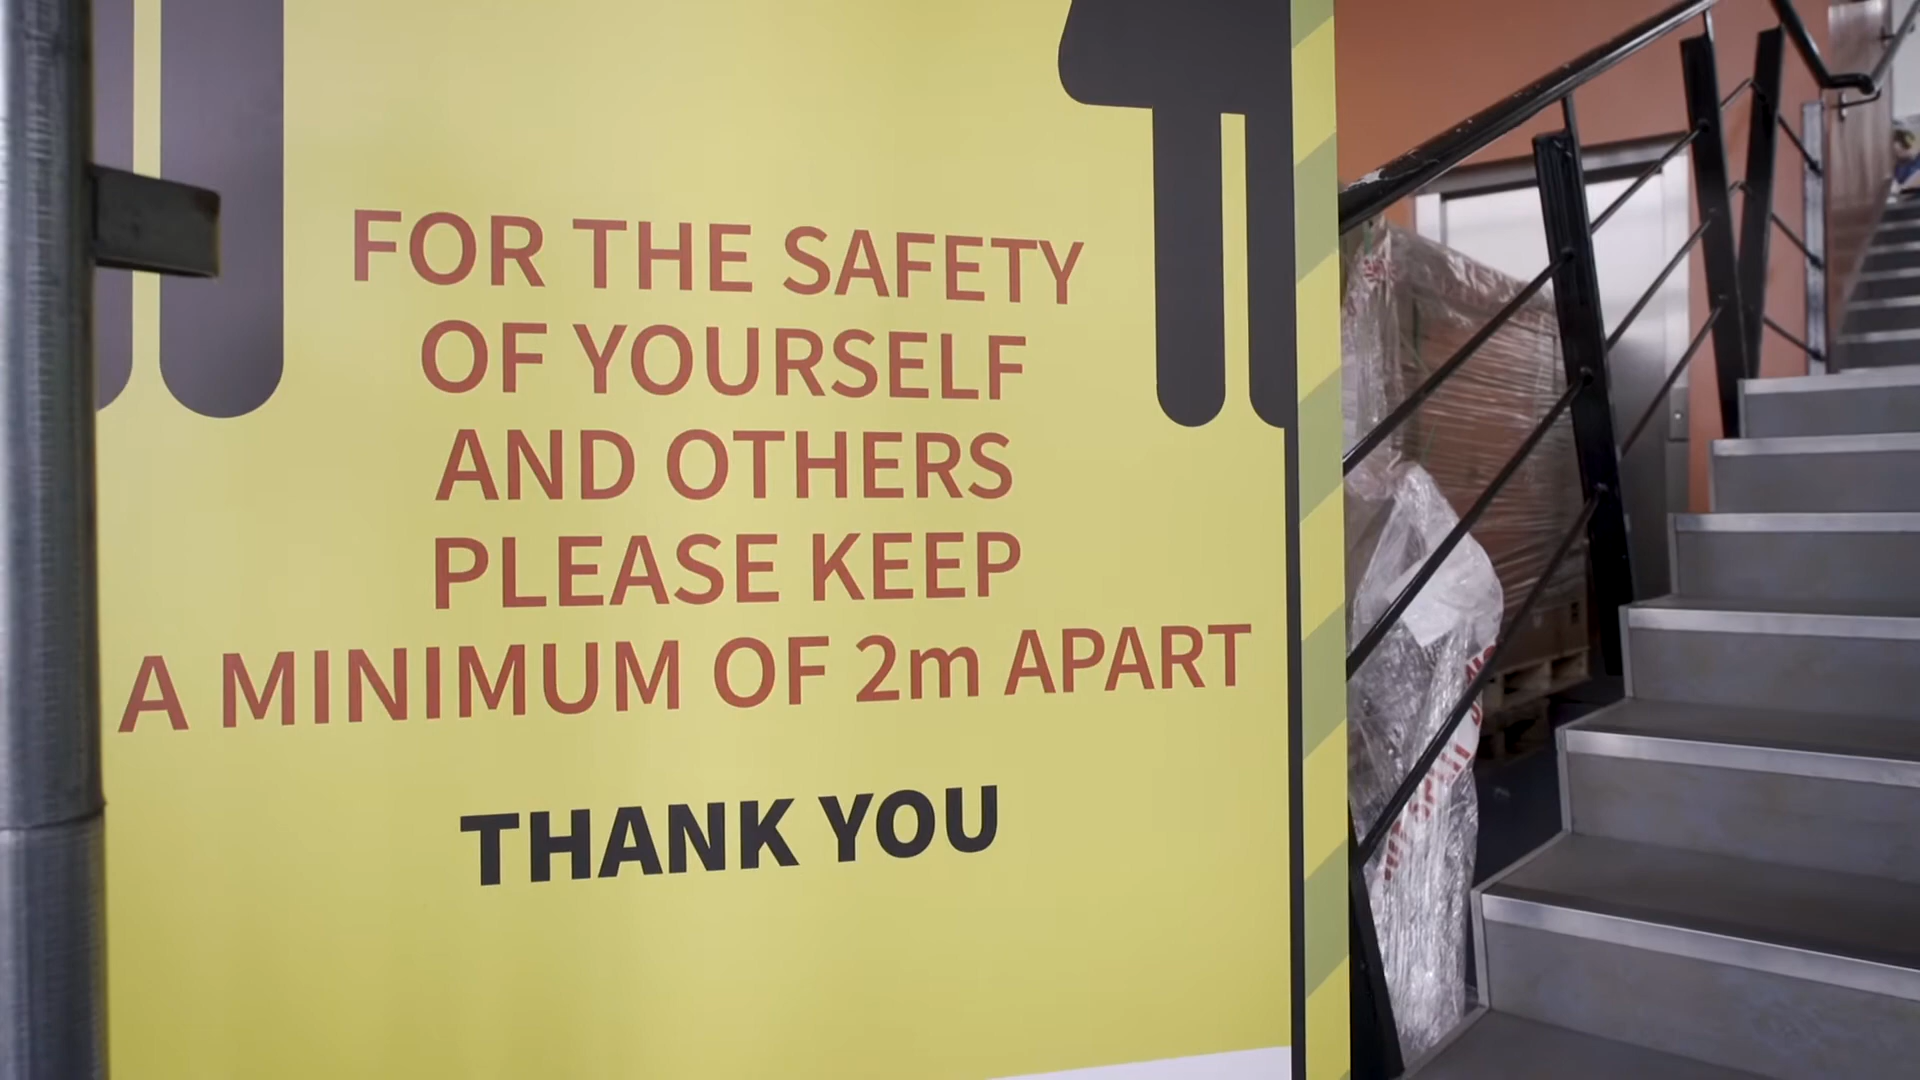 FOR THE SAFETY
OF YOURSELF
AND OTHERS
PLEASE KEEP
A MINIMUM OF 2m APART
THANK YOU